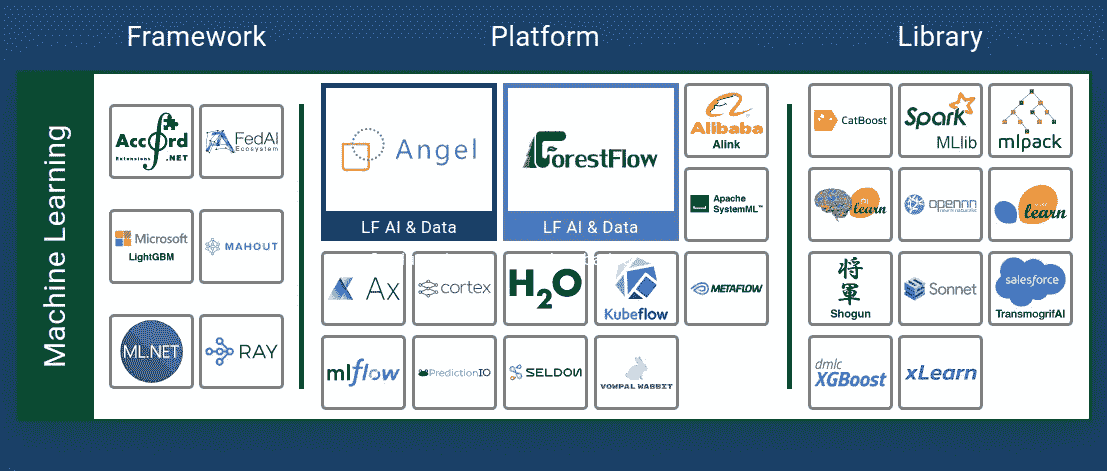 Framework
Platform
Library
Machine Learning
Accord
Extensions .NET
FedAI
Ecosystem
Microsoft
LightGBM
MAHOUT
ML.NET
RAY
Angel
LF AI & Data
ForestFlow
LF AI & Data
Alibaba
Alink
Apache
SystemML™
Ax
cortex
H2O
Kubeflow
METAFLOW
mlflow
PredictionIO
SELDON
VOWPAL WABBIT
CatBoost
Spark
MLlib
mlpack
learn
opennn
learn
将
軍
Shogun
Sonnet
salesforce
TransmogrifAI
dmlc
XGBoost
xLearn